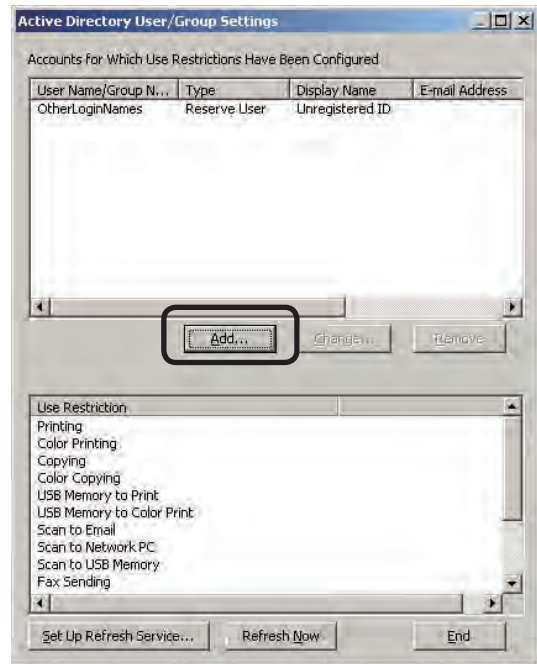 Active Directory User/Group Settings
Accounts for Which Use Restrictions Have Been Configured
User Name/Group N... Type Display Name E-mail Address
OtherLoginNames Reserve User Unregistered ID
Add... Change... Remove
Use Restriction
Printing
Color Printing
Copying
Color Copying
USB Memory to Print
USB Memory to Color Print
Scan to Email
Scan to Network PC
Scan to USB Memory
Fax Sending
Set Up Refresh Service... Refresh Now End